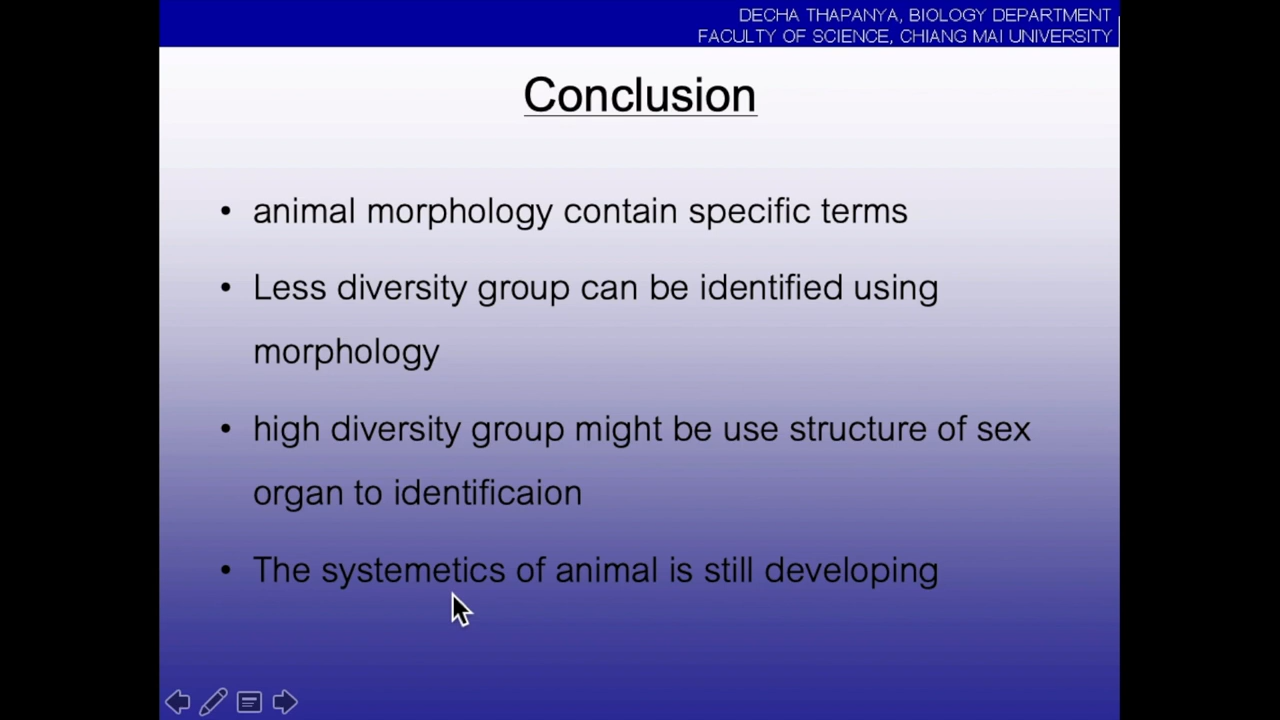 DECHA THAPANYA, BIOLOGY DEPARTMENT
FACULTY OF SCIENCE, CHIANG MAI UNIVERSITY
Conclusion
• animal morphology contain specific terms
• Less diversity group can be identified using
morphology
• high diversity group might be use structure of sex
organ to identificaion
• The systemetics of animal is still developing